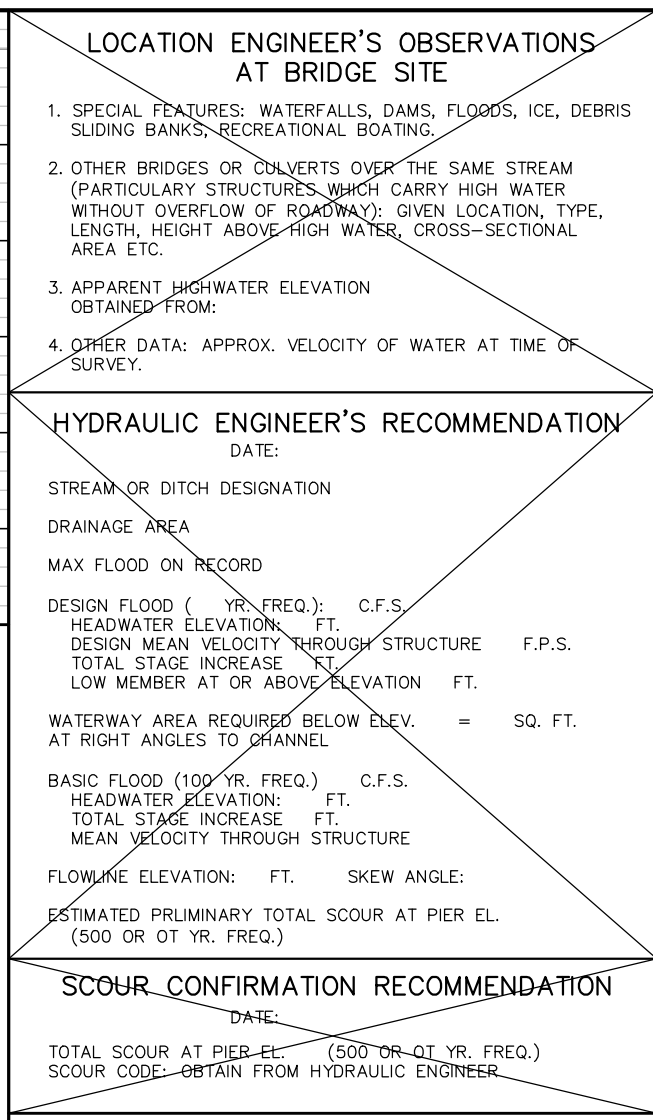 LOCATION ENGINEER'S OBSERVATIONS
AT BRIDGE SITE
1. SPECIAL FEATURES: WATERFALLS, DAMS, FLOODS, ICE, DEBRIS
SLIDING BANKS, RECREATIONAL BOATING.
2. OTHER BRIDGES OR CULVERTS OVER THE SAME STREAM
(PARTICULARY STRUCTURES WHICH CARRY HIGH WATER
WITHOUT OVERFLOW OF ROADWAY): GIVEN LOCATION, TYPE,
LENGTH, HEIGHT ABOVE HIGH WATER, CROSS-SECTIONAL
AREA ETC.
3. APPARENT HIGHWATER ELEVATION
OBTAINED FROM:
4. OTHER DATA: APPROX. VELOCITY OF WATER AT TIME OF
SURVEY.
HYDRAULIC ENGINEER'S RECOMMENDATION
DATE:
STREAM OR DITCH DESIGNATION
DRAINAGE AREA
MAX FLOOD ON RECORD
DESIGN FLOOD ( YR. FREQ.): C.F.S.
HEADWATER ELEVATION: FT.
DESIGN MEAN VELOCITY THROUGH STRUCTURE F.P.S.
TOTAL STAGE INCREASE FT.
LOW MEMBER AT OR ABOVE ELEVATION FT.
WATERWAY AREA REQUIRED BELOW ELEV. = SQ. FT.
AT RIGHT ANGLES TO CHANNEL
BASIC FLOOD (100 YR. FREQ.) C.F.S.
HEADWATER ELEVATION: FT.
TOTAL STAGE INCREASE FT.
MEAN VELOCITY THROUGH STRUCTURE
FLOWLINE ELEVATION: FT. SKEW ANGLE:
ESTIMATED PRLIMINARY TOTAL SCOUR AT PIER EL.
(500 OR OT YR. FREQ.)
SCOUR CONFIRMATION RECOMMENDATION
DATE:
TOTAL SCOUR AT PIER EL. (500 OR OT YR. FREQ.)
SCOUR CODE: OBTAIN FROM HYDRAULIC ENGINEER